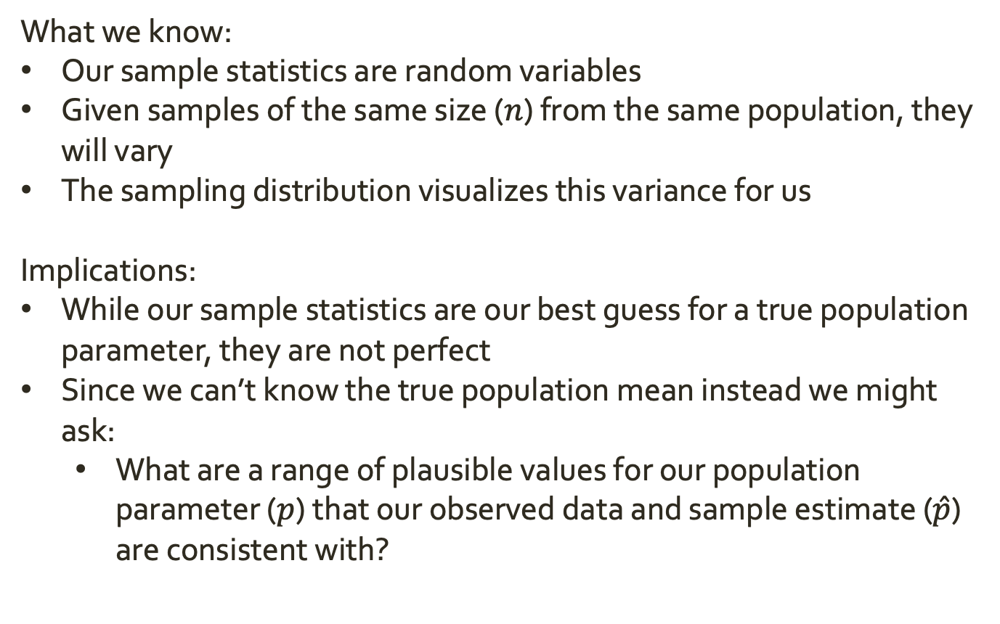 What we know:
• Our sample statistics are random variables
• Given samples of the same size (n) from the same population, they
will vary
• The sampling distribution visualizes this variance for us
Implications:
• While our sample statistics are our best guess for a true population
parameter, they are not perfect
• Since we can’t know the true population mean instead we might
ask:
• What are a range of plausible values for our population
parameter (p) that our observed data and sample estimate (p̂)
are consistent with?